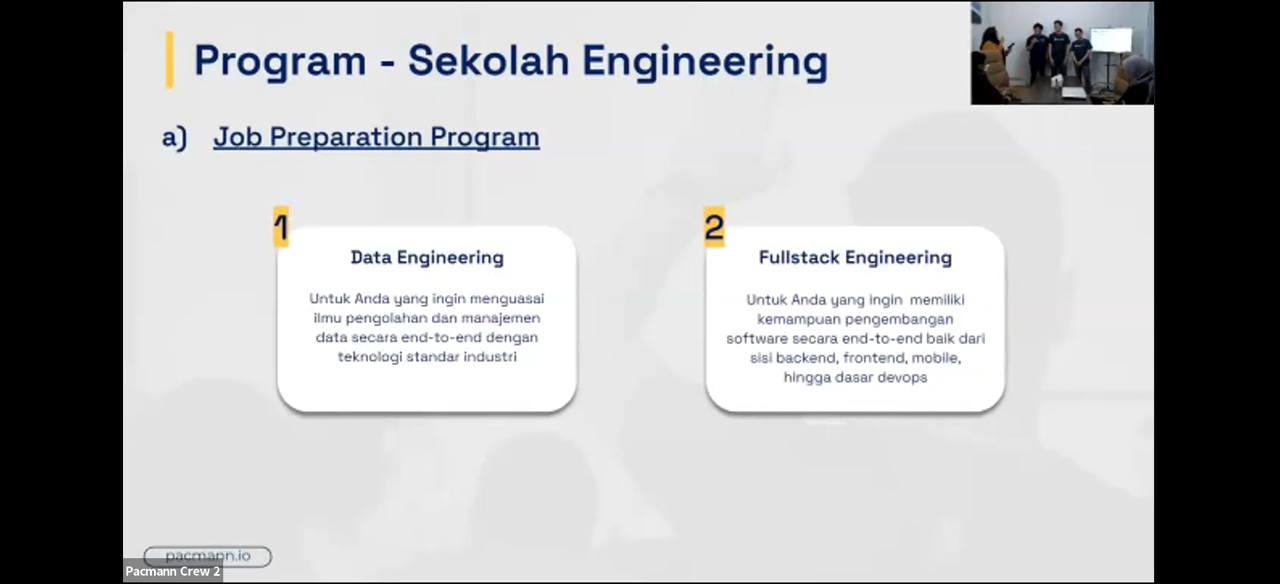 Program - Sekolah Engineering
a) Job Preparation Program
1
Data Engineering
Untuk Anda yang ingin menguasai
ilmu pengolahan dan manajemen
data secara end-to-end dengan
teknologi standar industri
2
Fullstack Engineering
Untuk Anda yang ingin memiliki
kemampuan pengembangan
software secara end-to-end baik dari
sisi backend, frontend, mobile,
hingga dasar devops
pacmann.io
Pacmann Crew 2